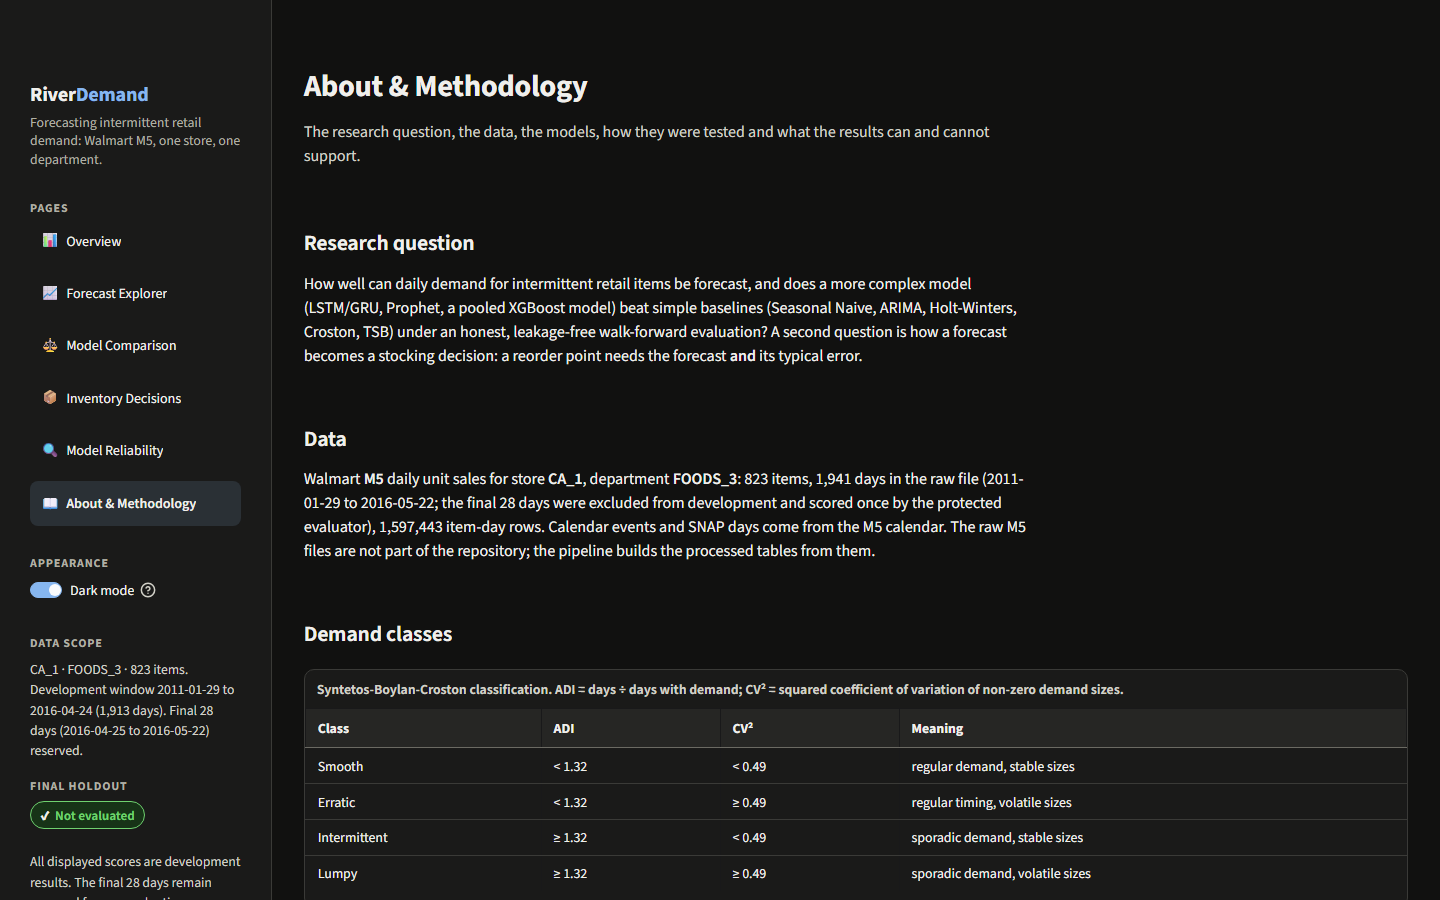 RiverDemand
Forecasting intermittent retail
demand: Walmart M5, one store, one
department.
PAGES
Overview
Forecast Explorer
Model Comparison
Inventory Decisions
Model Reliability
About & Methodology
APPEARANCE
Dark mode
DATA SCOPE
CA_1 · FOODS_3 · 823 items.
Development window 2011-01-29 to
2016-04-24 (1,913 days). Final 28
days (2016-04-25 to 2016-05-22)
reserved.
FINAL HOLDOUT
✓ Not evaluated
All displayed scores are development
results. The final 28 days remain
About & Methodology
The research question, the data, the models, how they were tested and what the results can and cannot
support.
Research question
How well can daily demand for intermittent retail items be forecast, and does a more complex model
(LSTM/GRU, Prophet, a pooled XGBoost model) beat simple baselines (Seasonal Naive, ARIMA, Holt-Winters,
Croston, TSB) under an honest, leakage-free walk-forward evaluation? A second question is how a forecast
becomes a stocking decision: a reorder point needs the forecast and its typical error.
Data
Walmart M5 daily unit sales for store CA_1, department FOODS_3: 823 items, 1,941 days in the raw file (2011-
01-29 to 2016-05-22; the final 28 days were excluded from development and scored once by the protected
evaluator), 1,597,443 item-day rows. Calendar events and SNAP days come from the M5 calendar. The raw M5
files are not part of the repository; the pipeline builds the processed tables from them.
Demand classes
Syntetos-Boylan-Croston classification. ADI = days ÷ days with demand; CV² = squared coefficient of variation of non-zero demand sizes.
Class ADI CV² Meaning
Smooth < 1.32 < 0.49 regular demand, stable sizes
Erratic < 1.32 ≥ 0.49 regular timing, volatile sizes
Intermittent ≥ 1.32 < 0.49 sporadic demand, stable sizes
Lumpy ≥ 1.32 ≥ 0.49 sporadic demand, volatile sizes